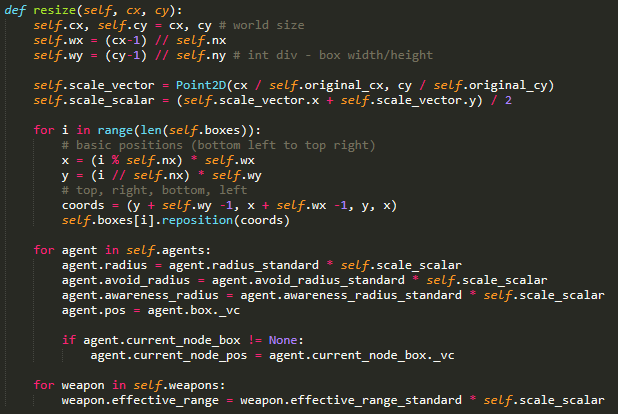 def resize(self, cx, cy):
    self.cx, self.cy = cx, cy # world size
    self.wx = (cx-1) // self.nx
    self.wy = (cy-1) // self.ny # int div - box width/height

    self.scale_vector = Point2D(cx / self.original_cx, cy / self.original_cy)
    self.scale_scalar = (self.scale_vector.x + self.scale_vector.y) / 2

    for i in range(len(self.boxes)):
        # basic positions (bottom left to top right)
        x = (i % self.nx) * self.wx
        y = (i // self.nx) * self.wy
        # top, right, bottom, left
        coords = (y + self.wy -1, x + self.wx -1, y, x)
        self.boxes[i].reposition(coords)

    for agent in self.agents:
        agent.radius = agent.radius_standard * self.scale_scalar
        agent.avoid_radius = agent.avoid_radius_standard * self.scale_scalar
        agent.awareness_radius = agent.awareness_radius_standard * self.scale_scalar
        agent.pos = agent.box._vc

        if agent.current_node_box != None:
            agent.current_node_pos = agent.current_node_box._vc

    for weapon in self.weapons:
        weapon.effective_range = weapon.effective_range_standard * self.scale_scalar